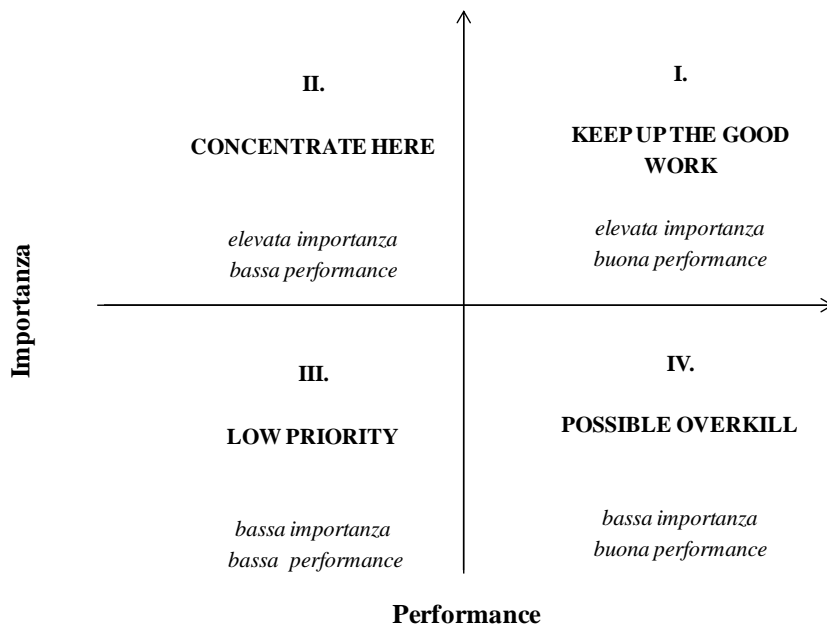 II.
CONCENTRATE HERE
elevata importanza
bassa performance
I.
KEEP UP THE GOOD
WORK
elevata importanza
buona performance
Importanza
III.
LOW PRIORITY
bassa importanza
bassa performance
IV.
POSSIBLE OVERKILL
bassa importanza
buona performance
Performance